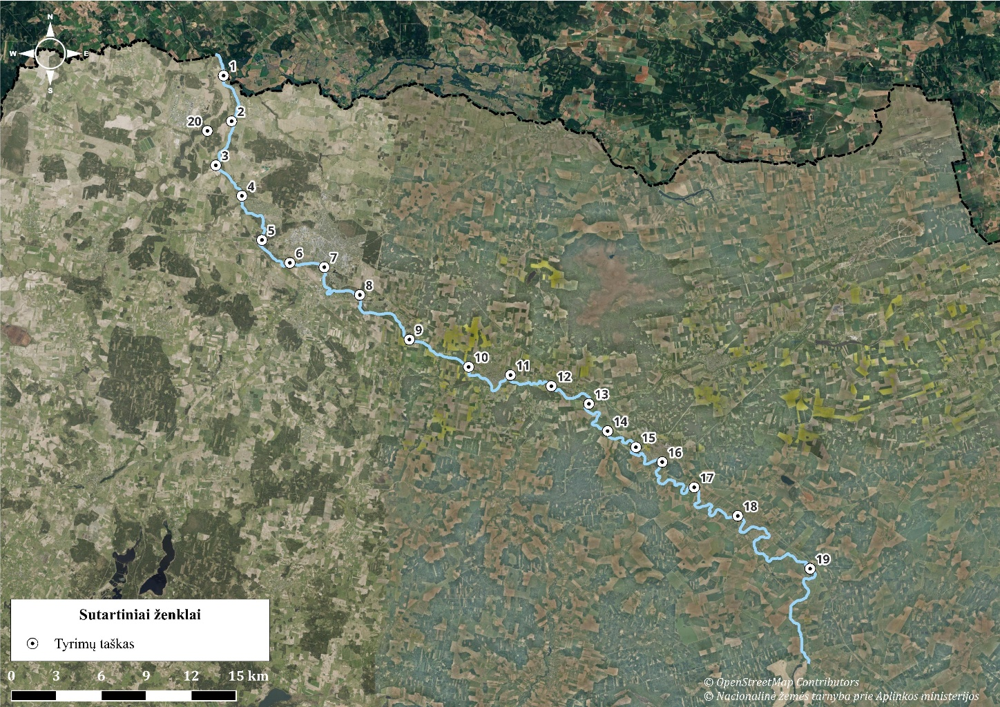 N
W E
S
1
2
20
3
4
5
6
7
8
9
10
11
12
13
14
15
16
17
18
19
Sutartiniai ženklai
Tyrimų taškas
0 3 6 9 12 15 km
© OpenStreetMap Contributors
© Nacionalinė žemės tarnyba prie Aplinkos ministerijos